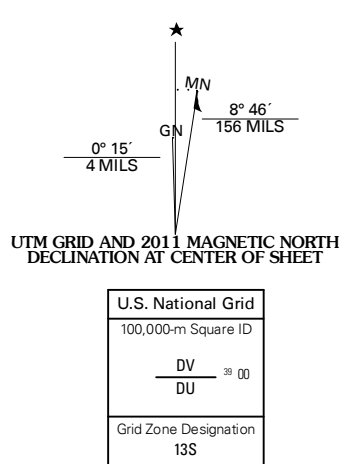 ★
MN
8° 46´
156 MILS
GN
0° 15´
4 MILS
UTM GRID AND 2011 MAGNETIC NORTH
DECLINATION AT CENTER OF SHEET
U.S. National Grid
100,000-m Square ID
DV
39 00
DU
Grid Zone Designation
13S